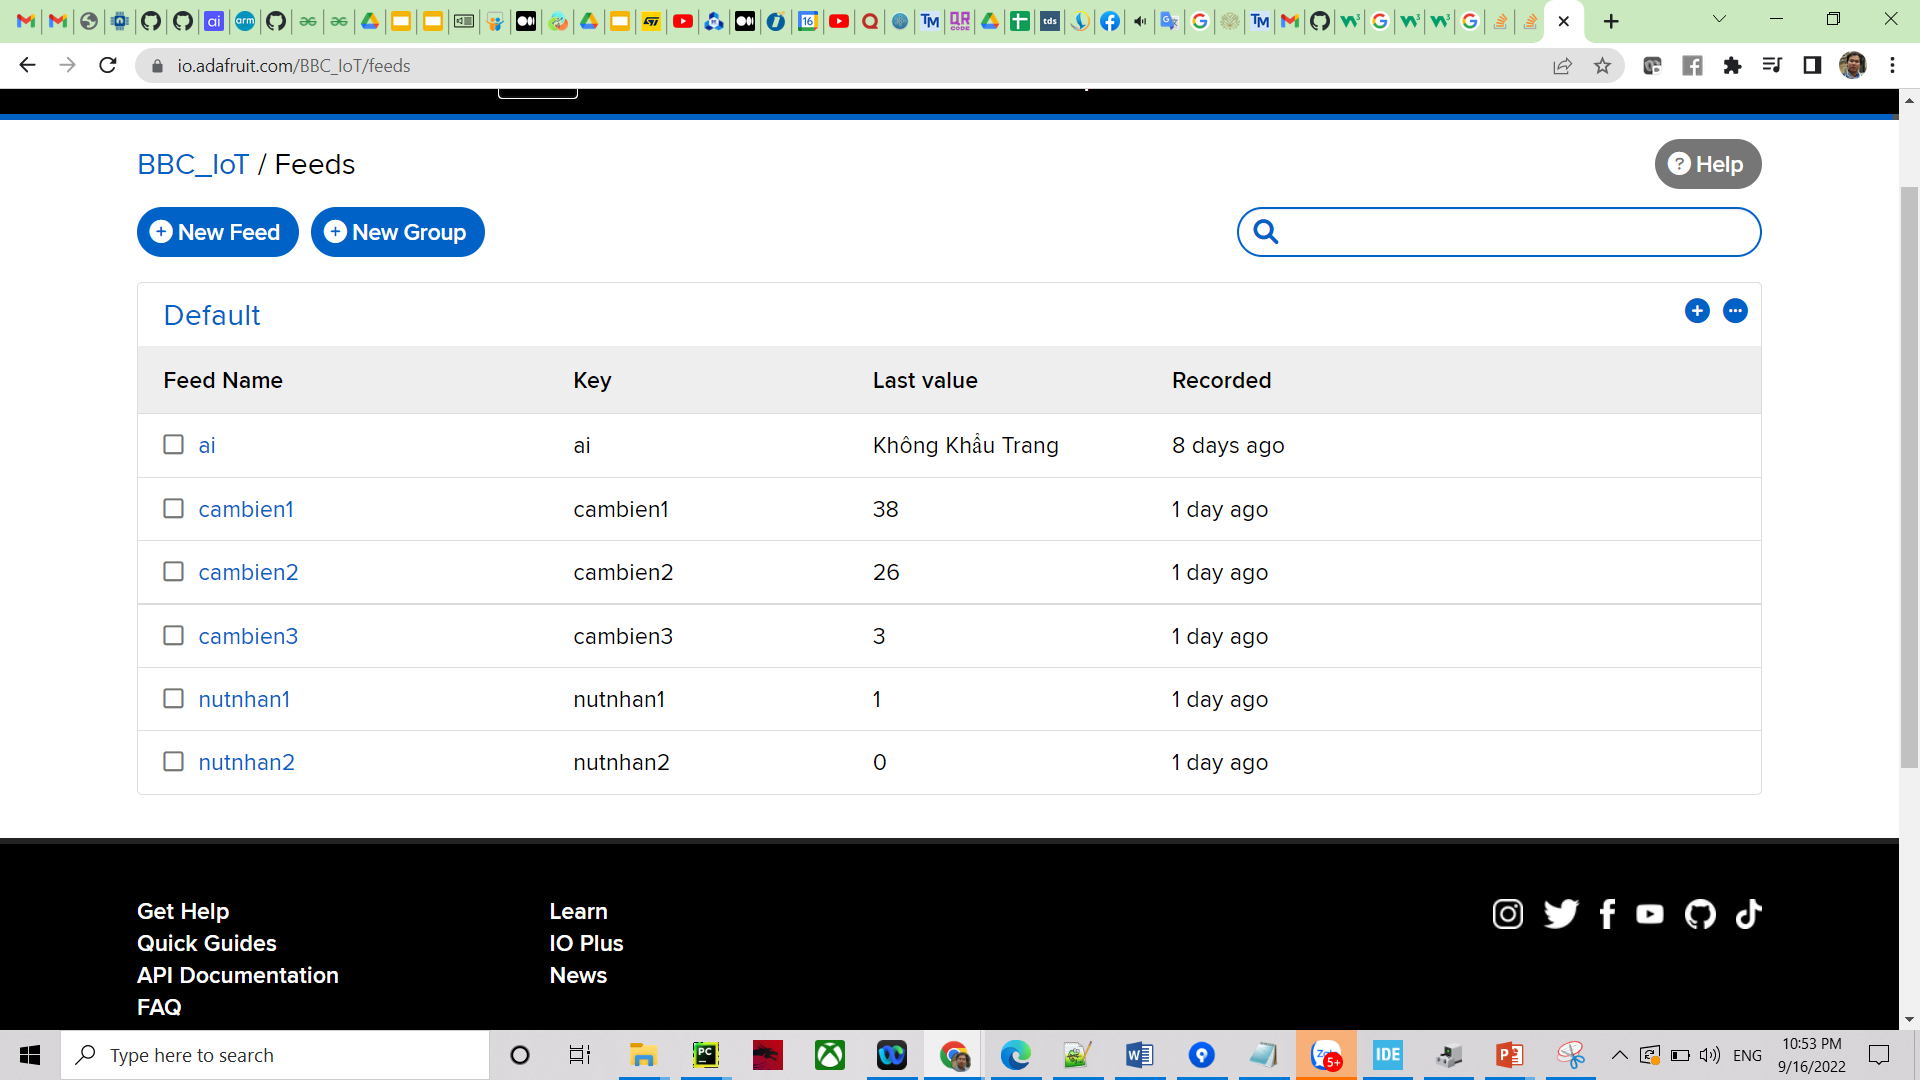 io.adafruit.com/BBC_IoT/feeds
BBC_IoT / Feeds
Help
New Feed
New Group
Default
Feed Name Key Last value Recorded
ai ai Không Khẩu Trang 8 days ago
cambien1 cambien1 38 1 day ago
cambien2 cambien2 26 1 day ago
cambien3 cambien3 3 1 day ago
nutnhan1 nutnhan1 1 1 day ago
nutnhan2 nutnhan2 0 1 day ago
Get Help
Quick Guides
API Documentation
FAQ
Learn
IO Plus
News
Type here to search
ENG
10:53 PM
9/16/2022